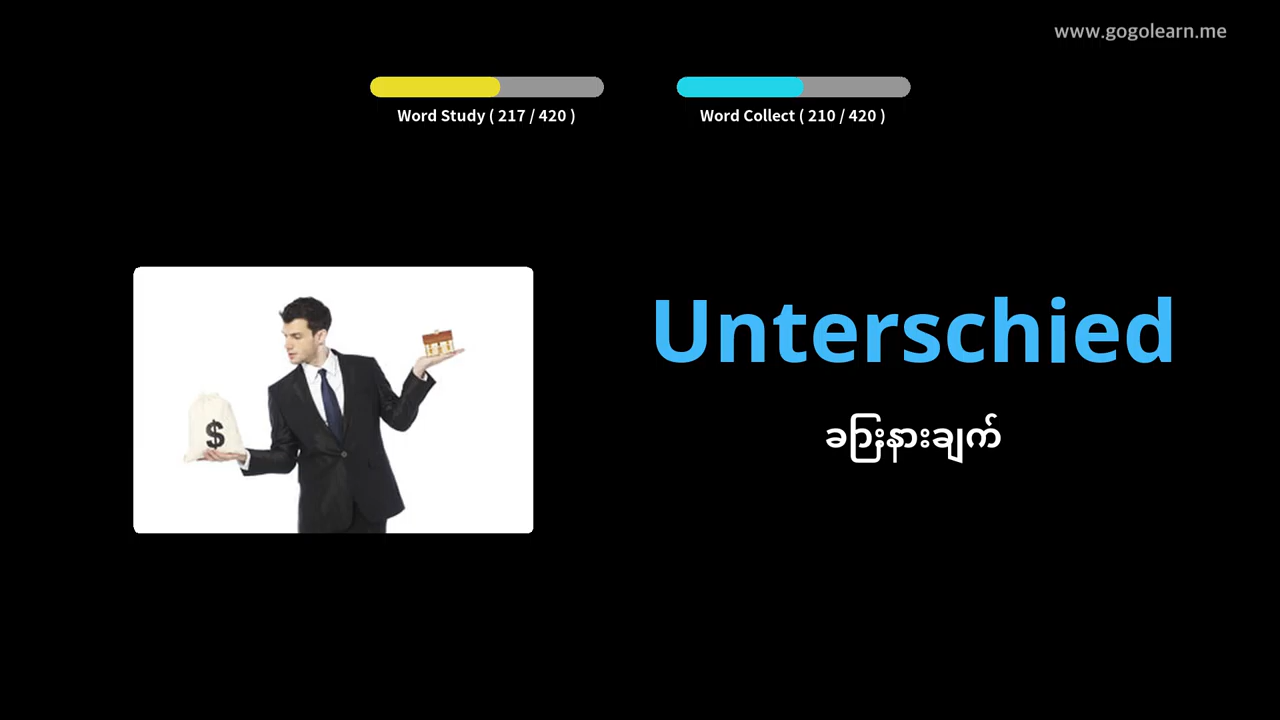 www.gogolearn.me
Word Study ( 217 / 420 )
Word Collect ( 210 / 420 )
$
Unterschied
ခြားနားချက်